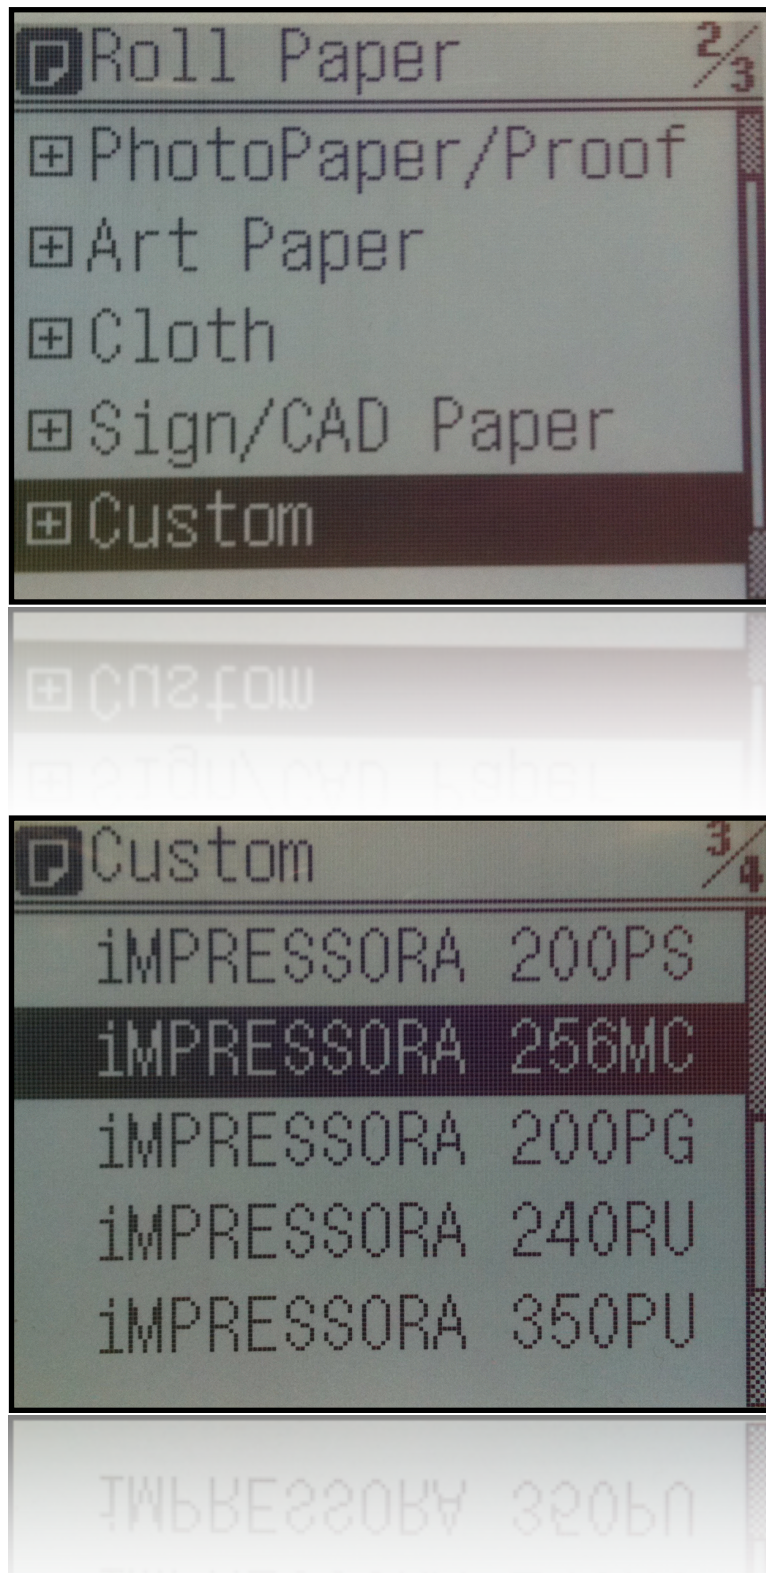 Roll Paper 2/3
PhotoPaper/Proof
Art Paper
Cloth
Sign/CAD Paper
Custom
Custom 3/4
iMPRESSORA 200PS
iMPRESSORA 256MC
iMPRESSORA 200PG
iMPRESSORA 240RU
iMPRESSORA 350PU